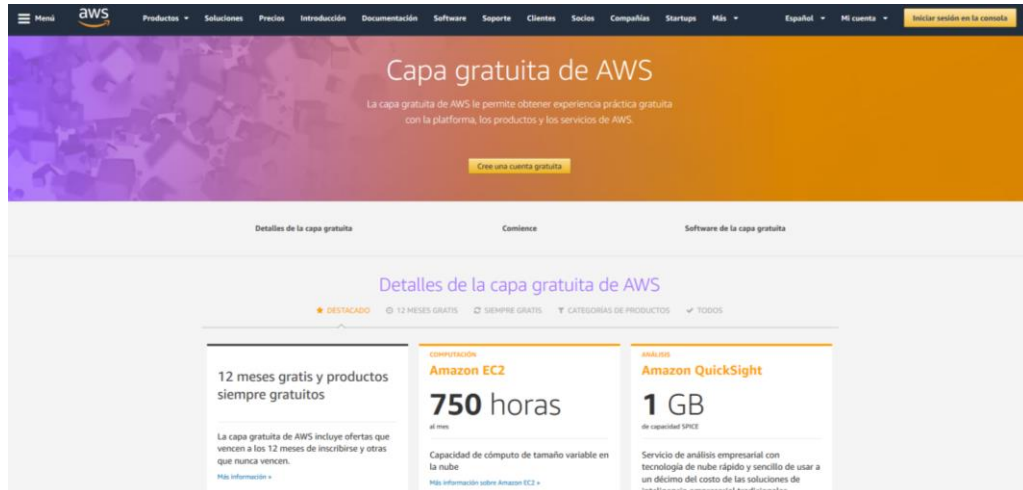 Menú
aws
Productos
Soluciones
Precios
Introducción
Documentación
Software
Soporte
Clientes
Socios
Compañías
Startups
Más
Español
Mi cuenta
Iniciar sesión en la consola
Capa gratuita de AWS
La capa gratuita de AWS le permite obtener experiencia práctica gratuita
con la platforma, los productos y los servicios de AWS.
Cree una cuenta gratuita
Detalles de la capa gratuita
Comience
Software de la capa gratuita
Detalles de la capa gratuita de AWS
DESTACADO
12 MESES GRATIS
SIEMPRE GRATIS
CATEGORÍAS DE PRODUCTOS
TODOS
12 meses gratis y productos
siempre gratuitos
La capa gratuita de AWS incluye ofertas que
vencen a los 12 meses de inscribirse y otras
que nunca vencen.
Más información »
COMPUTACIÓN
Amazon EC2
750 horas
al mes
Capacidad de cómputo de tamaño variable en
la nube
Más información sobre Amazon EC2 »
ANÁLISIS
Amazon QuickSight
1 GB
de capacidad SPICE
Servicio de análisis empresarial con
tecnología de nube rápido y sencillo de usar a
un décimo del costo de las soluciones de